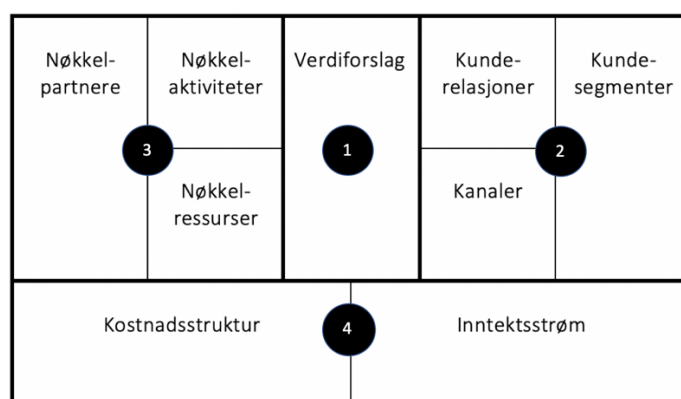 Nøkkel-
partnere
Nøkkel-
aktiviteter
Verdiforslag
Kunde-
relasjoner
Kunde-
segmenter
3
1
2
Nøkkel-
ressurser
Kanaler
Kostnadsstruktur
4
Inntektsstrøm